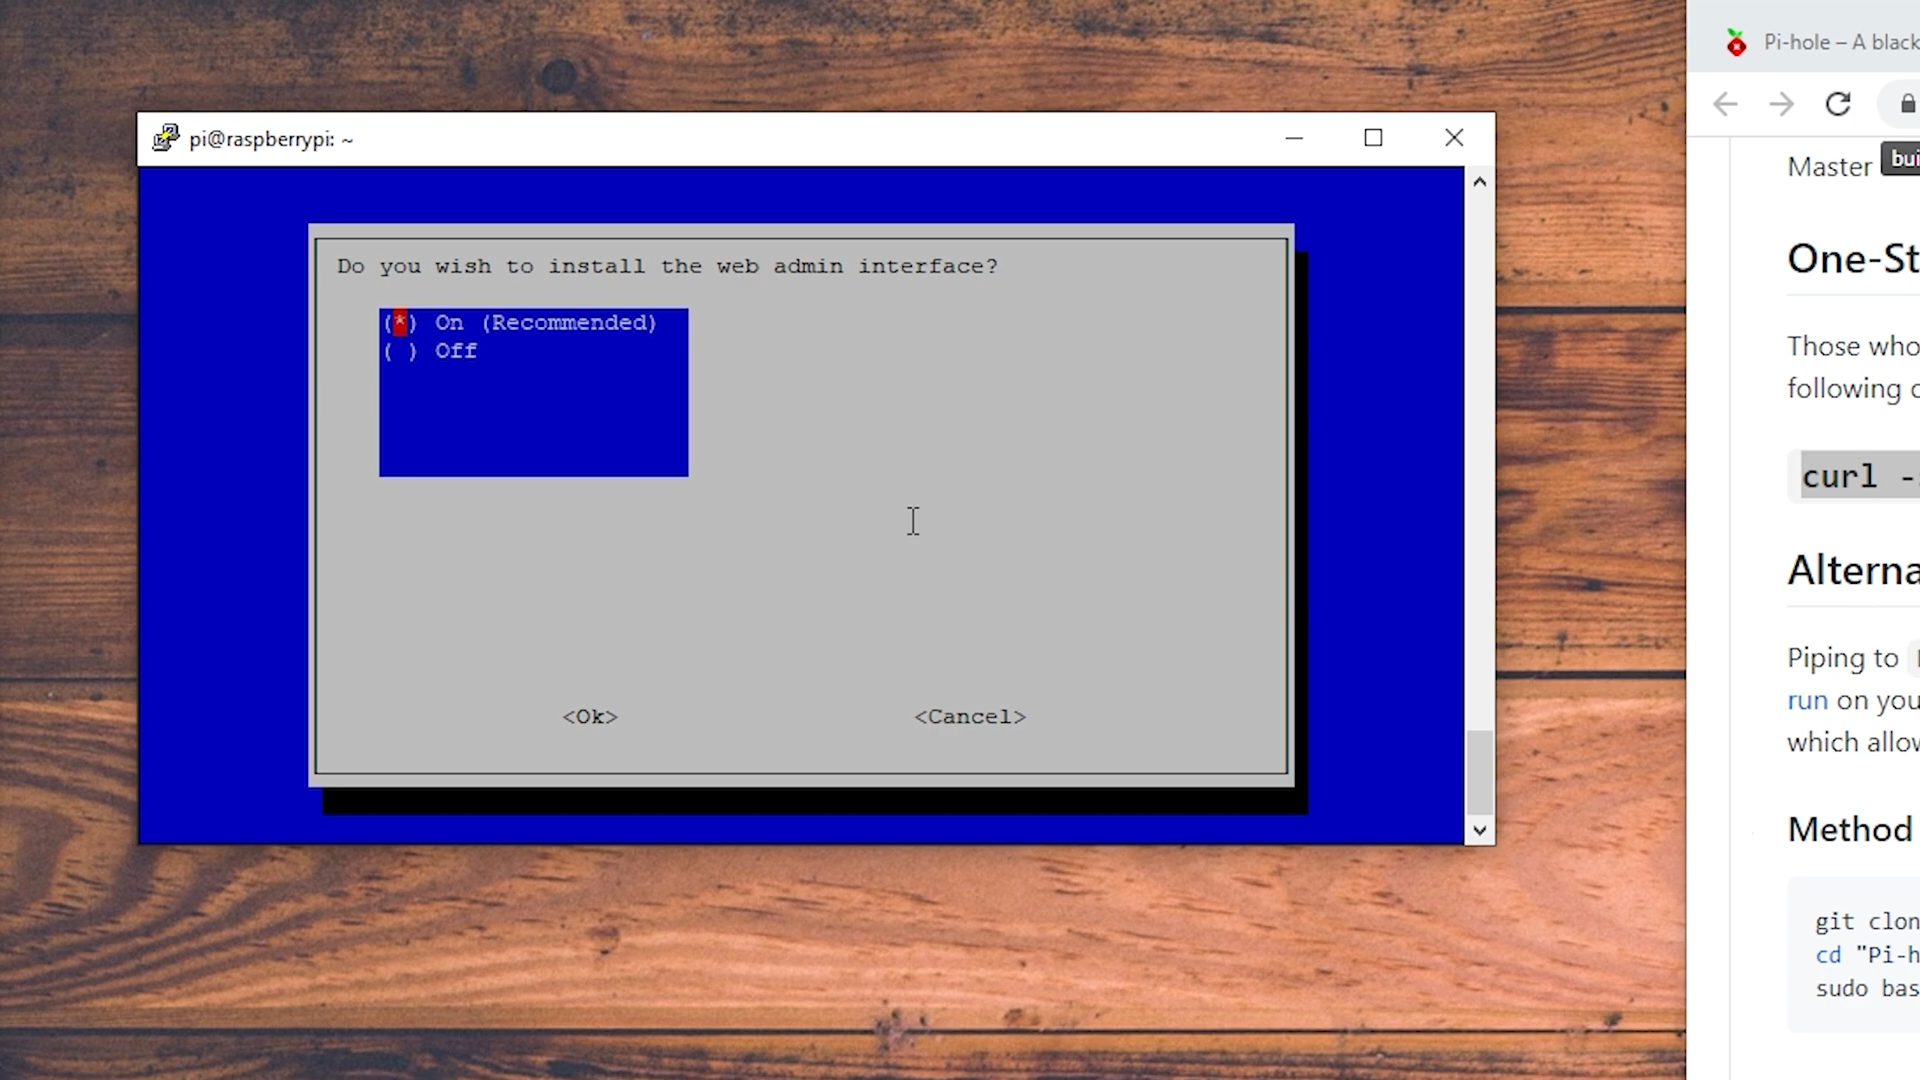 pi@raspberrypi: ~
Do you wish to install the web admin interface?
(*) On (Recommended)
( ) Off
<Ok>
<Cancel>
Pi-hole – A black
Master
One-St
Those who
following
curl -
Alterna
Piping to
run on you
which allow
Method
git clon
cd "Pi-h
sudo bas